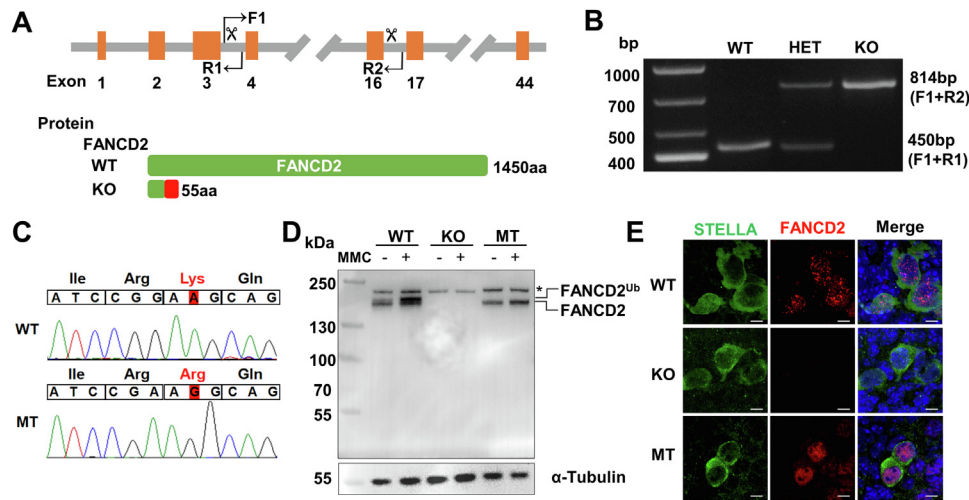 A
F1
R1
R2
Exon 1 2 3 4 16 17 44
Protein
FANCD2
WT FANCD2 1450aa
KO 55aa
B
bp WT HET KO
1000
700
500
400
814bp
(F1+R2)
450bp
(F1+R1)
C
Ile Arg Lys Gln
A T C C G G A A G C A G
WT
Ile Arg Arg Gln
A T C C G A A G G C A G
MT
D
kDa WT KO MT
MMC - + - + - +
250
130
100
70
55
55
* FANCD2Ub
FANCD2
α-Tubulin
E
STELLA FANCD2 Merge
WT
KO
MT